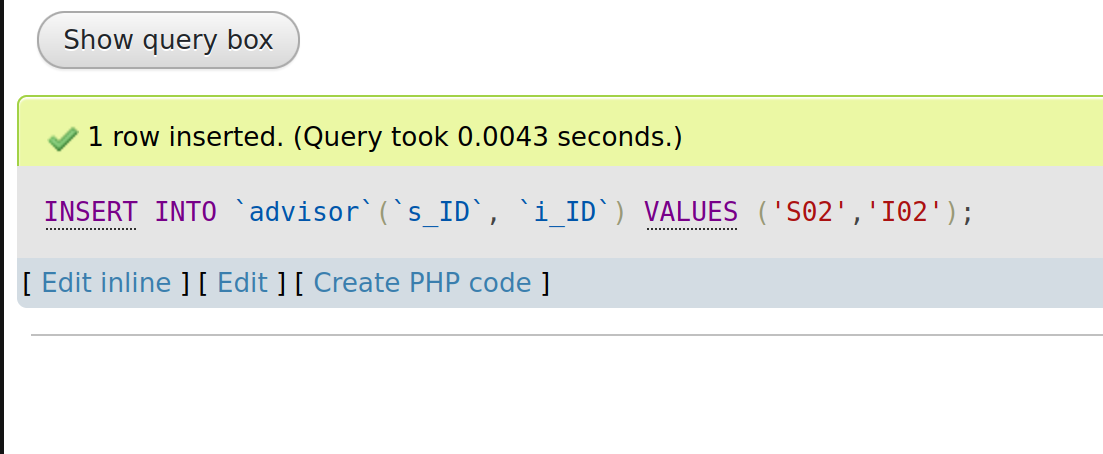 Show query box
1 row inserted. (Query took 0.0043 seconds.)
INSERT INTO `advisor`(`s_ID`, `i_ID`) VALUES ('S02','I02');
[ Edit inline ] [ Edit ] [ Create PHP code ]